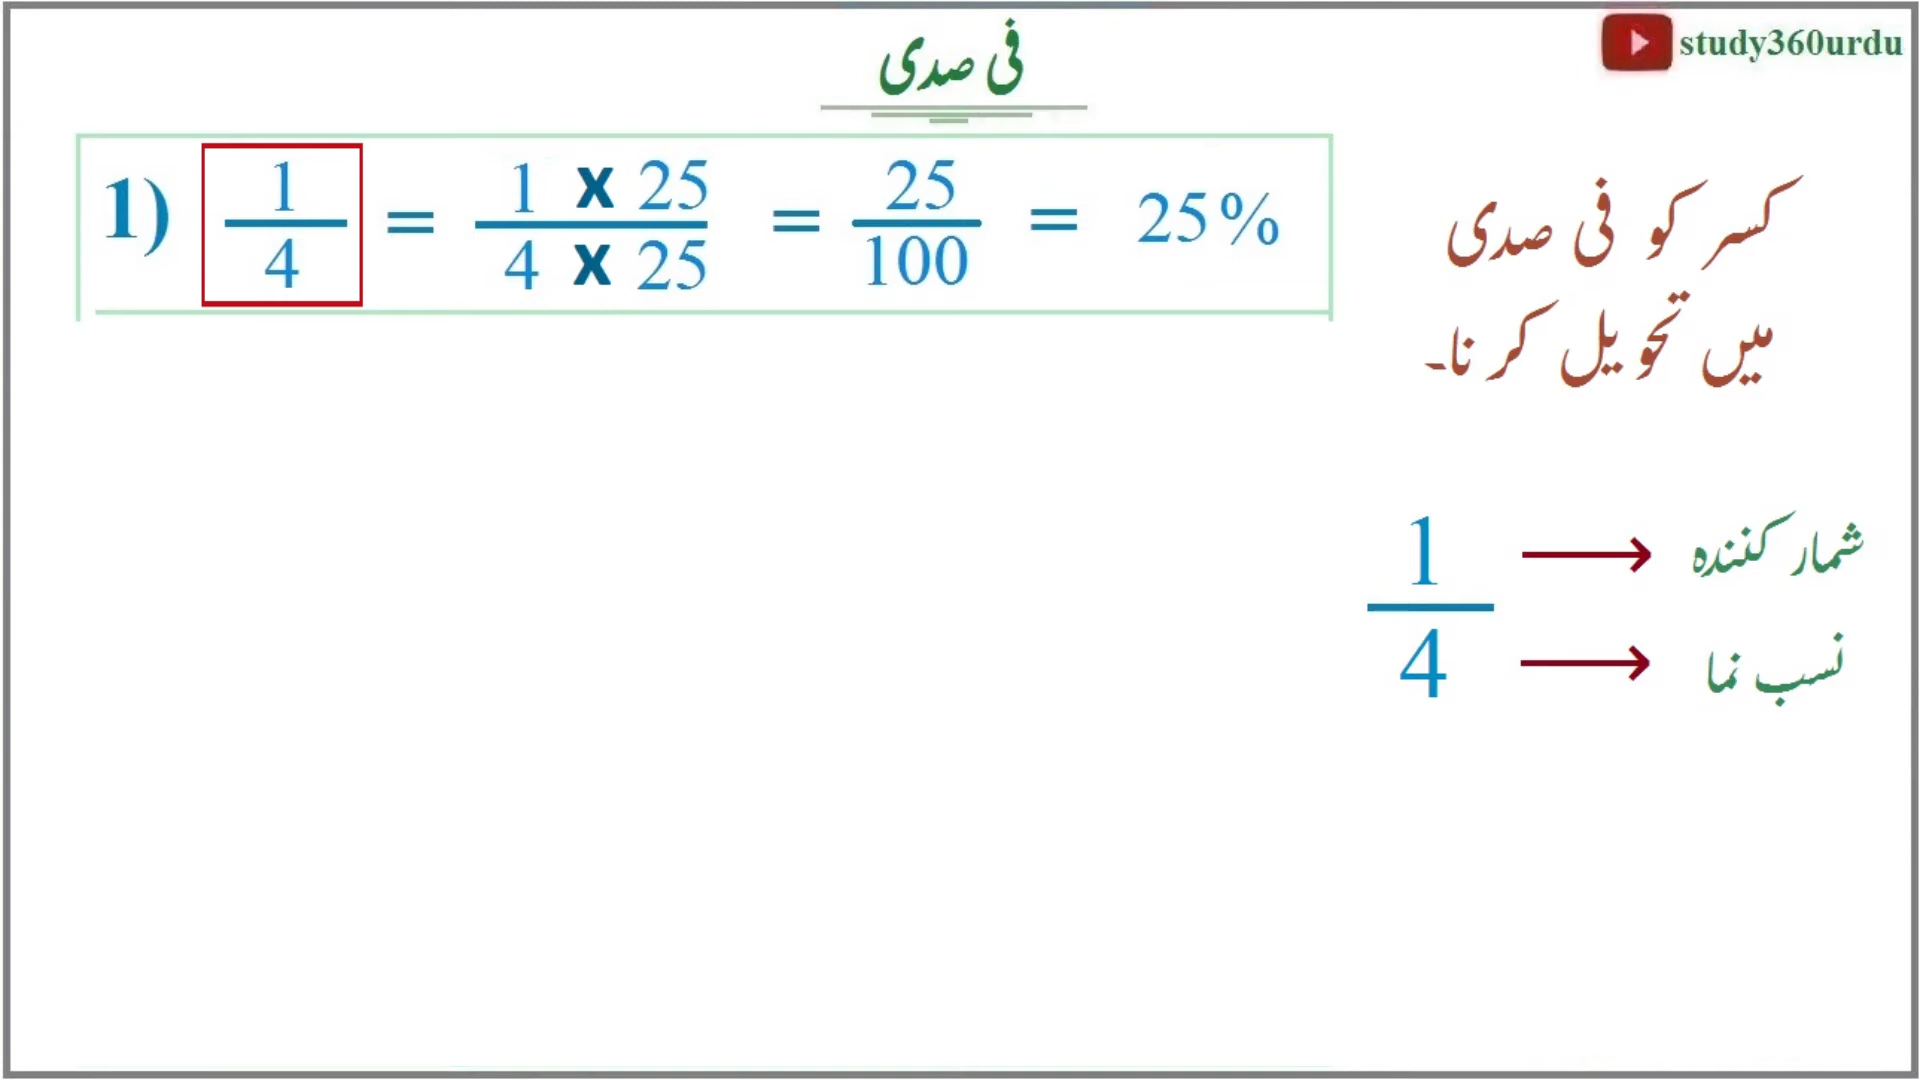 فی صدی
study360urdu
1) 1/4 = 1 x 25 / 4 x 25 = 25/100 = 25%
کسر کو فی صدی
میں تحویل کرنا۔
1 → شمار کنندہ
4 → نسب نما